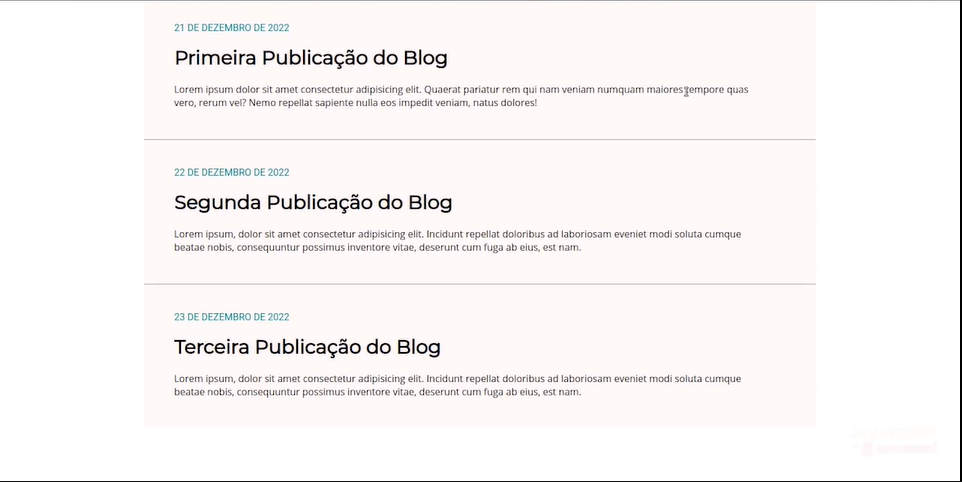 21 DE DEZEMBRO DE 2022
Primeira Publicação do Blog
Lorem ipsum dolor sit amet consectetur adipisicing elit. Quaerat pariatur rem qui nam veniam numquam maiores tempore quas
vero, rerum vel? Nemo repellat sapiente nulla eos impedit veniam, natus dolores!
22 DE DEZEMBRO DE 2022
Segunda Publicação do Blog
Lorem ipsum, dolor sit amet consectetur adipisicing elit. Incidunt repellat doloribus ad laboriosam eveniet modi soluta cumque
beatae nobis, consequuntur possimus inventore vitae, deserunt cum fuga ab eius, est nam.
23 DE DEZEMBRO DE 2022
Terceira Publicação do Blog
Lorem ipsum, dolor sit amet consectetur adipisicing elit. Incidunt repellat doloribus ad laboriosam eveniet modi soluta cumque
beatae nobis, consequuntur possimus inventore vitae, deserunt cum fuga ab eius, est nam.